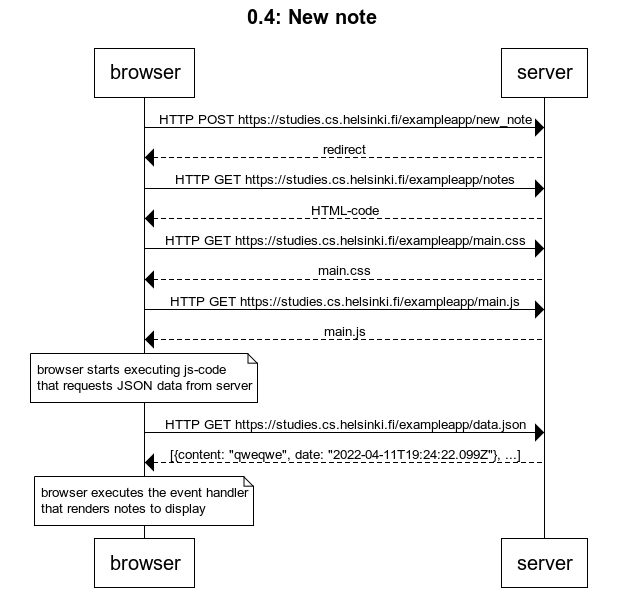 0.4: New note
browser
server
HTTP POST https://studies.cs.helsinki.fi/exampleapp/new_note
redirect
HTTP GET https://studies.cs.helsinki.fi/exampleapp/notes
HTML-code
HTTP GET https://studies.cs.helsinki.fi/exampleapp/main.css
main.css
HTTP GET https://studies.cs.helsinki.fi/exampleapp/main.js
main.js
browser starts executing js-code
that requests JSON data from server
HTTP GET https://studies.cs.helsinki.fi/exampleapp/data.json
[{content: "qweqwe", date: "2022-04-11T19:24:22.099Z"}, ...]
browser executes the event handler
that renders notes to display
browser
server